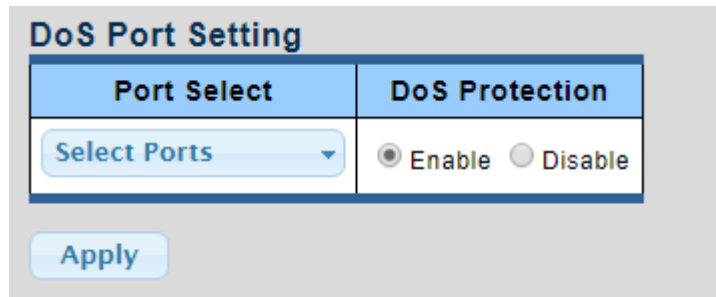 DoS Port Setting
Port Select DoS Protection
Select Ports Enable Disable
Apply